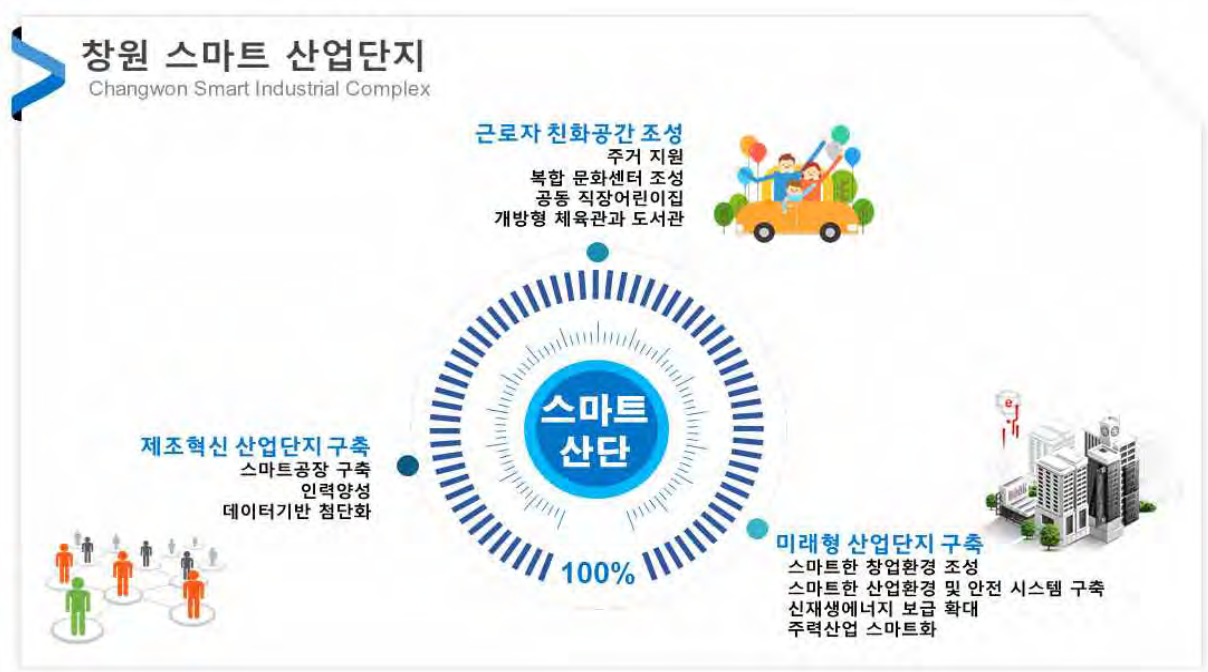 창원 스마트 산업단지
Changwon Smart Industrial Complex
근로자 친화공간 조성
주거 지원
복합 문화센터 조성
공동 직장어린이집
개방형 체육관과 도서관
스마트
산단
100%
제조혁신 산업단지 구축
스마트공장 구축
인력양성
데이터기반 첨단화
e
미래형 산업단지 구축
스마트한 창업환경 조성
스마트한 산업환경 및 안전 시스템 구축
신재생에너지 보급 확대
주력산업 스마트화